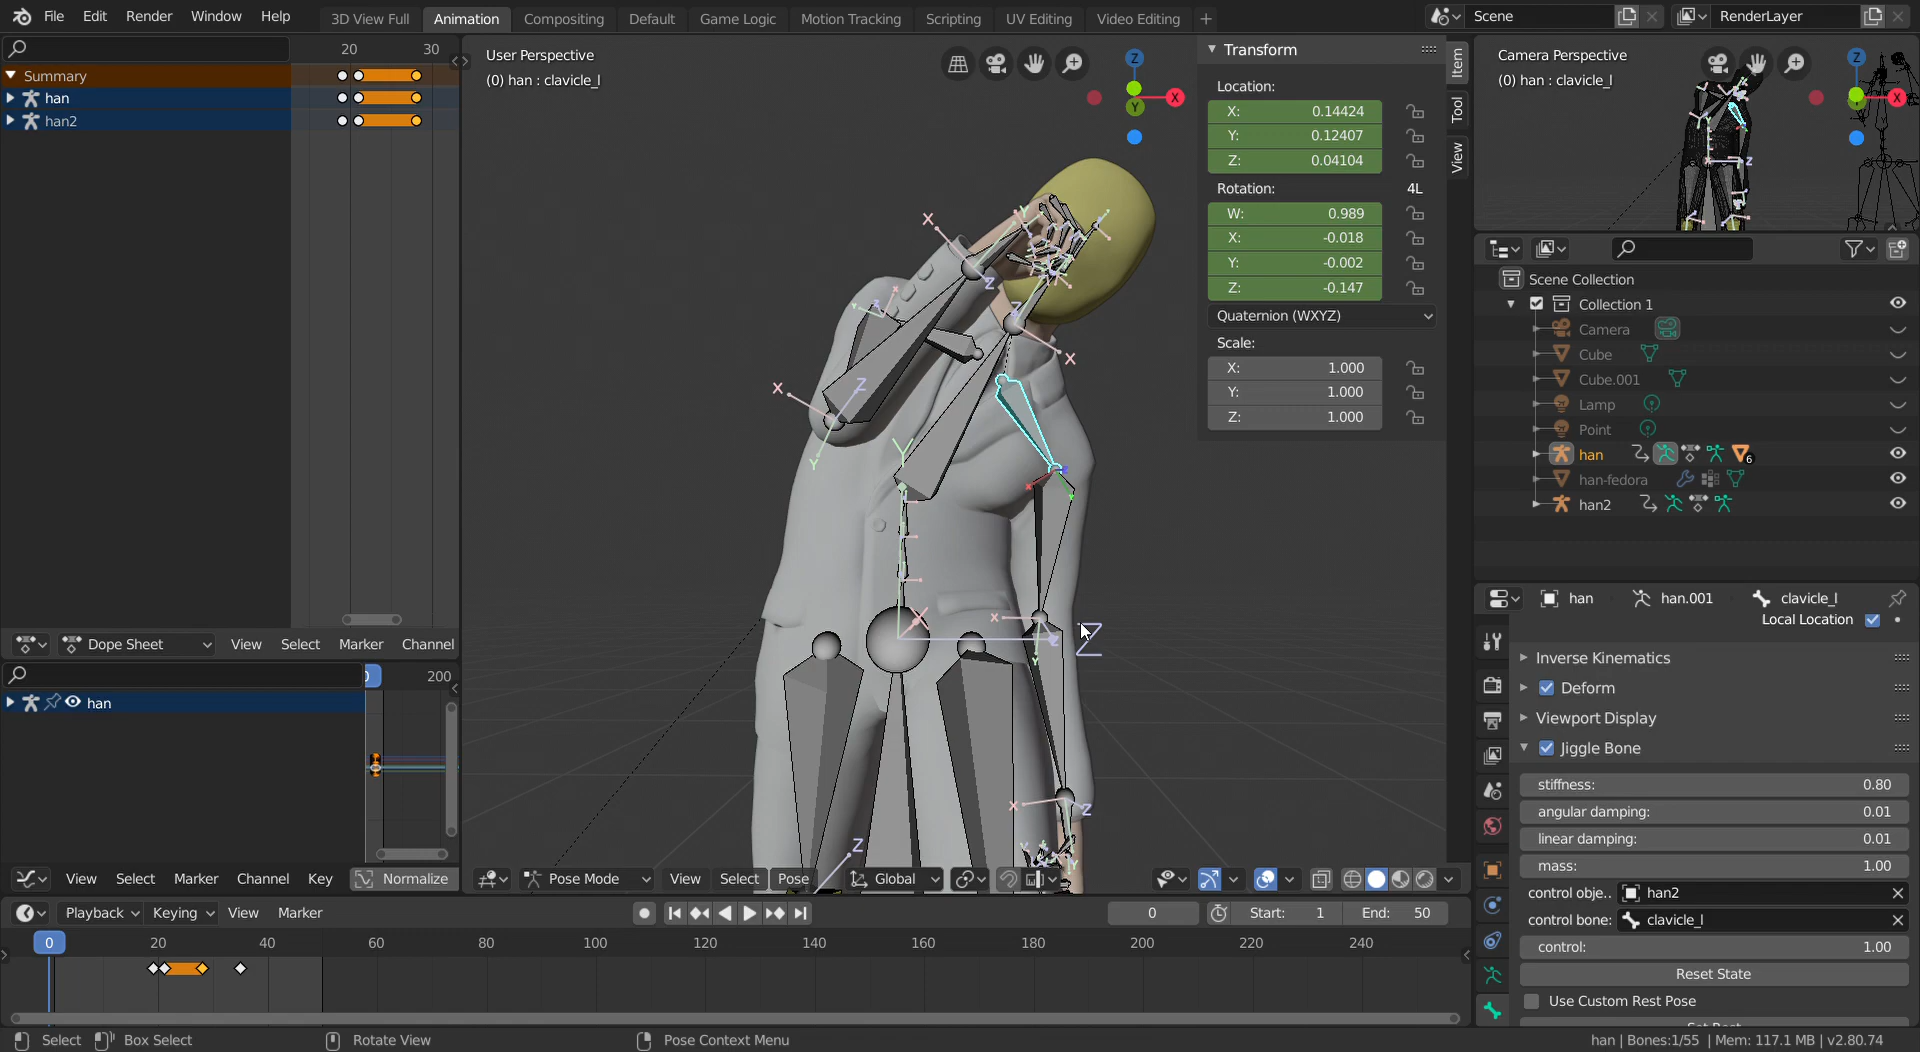 File Edit Render Window Help
3D View Full Animation Compositing Default Game Logic Motion Tracking Scripting UV Editing Video Editing +
Scene
RenderLayer
20 30
Summary
han
han2
Dope Sheet View Select Marker Channel
200
han
View Select Marker Channel Key Normalize
User Perspective
(0) han : clavicle_l
Z
X
Y
X
Y
Z
Z
X
X
Z
Y
Y
X
Z
Y
Z
X
Z
Z
Transform
Location:
X: 0.14424
Y: 0.12407
Z: 0.04104
Rotation: 4L
W: 0.989
X: -0.018
Y: -0.002
Z: -0.147
Quaternion (WXYZ)
Scale:
X: 1.000
Y: 1.000
Z: 1.000
Item
Tool
View
Pose Mode View Select Pose Global
Camera Perspective
(0) han : clavicle_l
Z
X
Y
Z
Scene Collection
Collection 1
Camera
Cube
Cube.001
Lamp
Point
han 6
han-fedora
han2
han han.001 clavicle_l
Local Location
Inverse Kinematics
Deform
Viewport Display
Jiggle Bone
stiffness: 0.80
angular damping: 0.01
linear damping: 0.01
mass: 1.00
control obje.. han2
control bone: clavicle_l
control: 1.00
Reset State
Use Custom Rest Pose
Playback Keying View Marker
0
Start: 1
End: 50
0 20 40 60 80 100 120 140 160 180 200 220 240
Select Box Select Rotate View Pose Context Menu
han | Bones:1/55 | Mem: 117.1 MB | v2.80.74